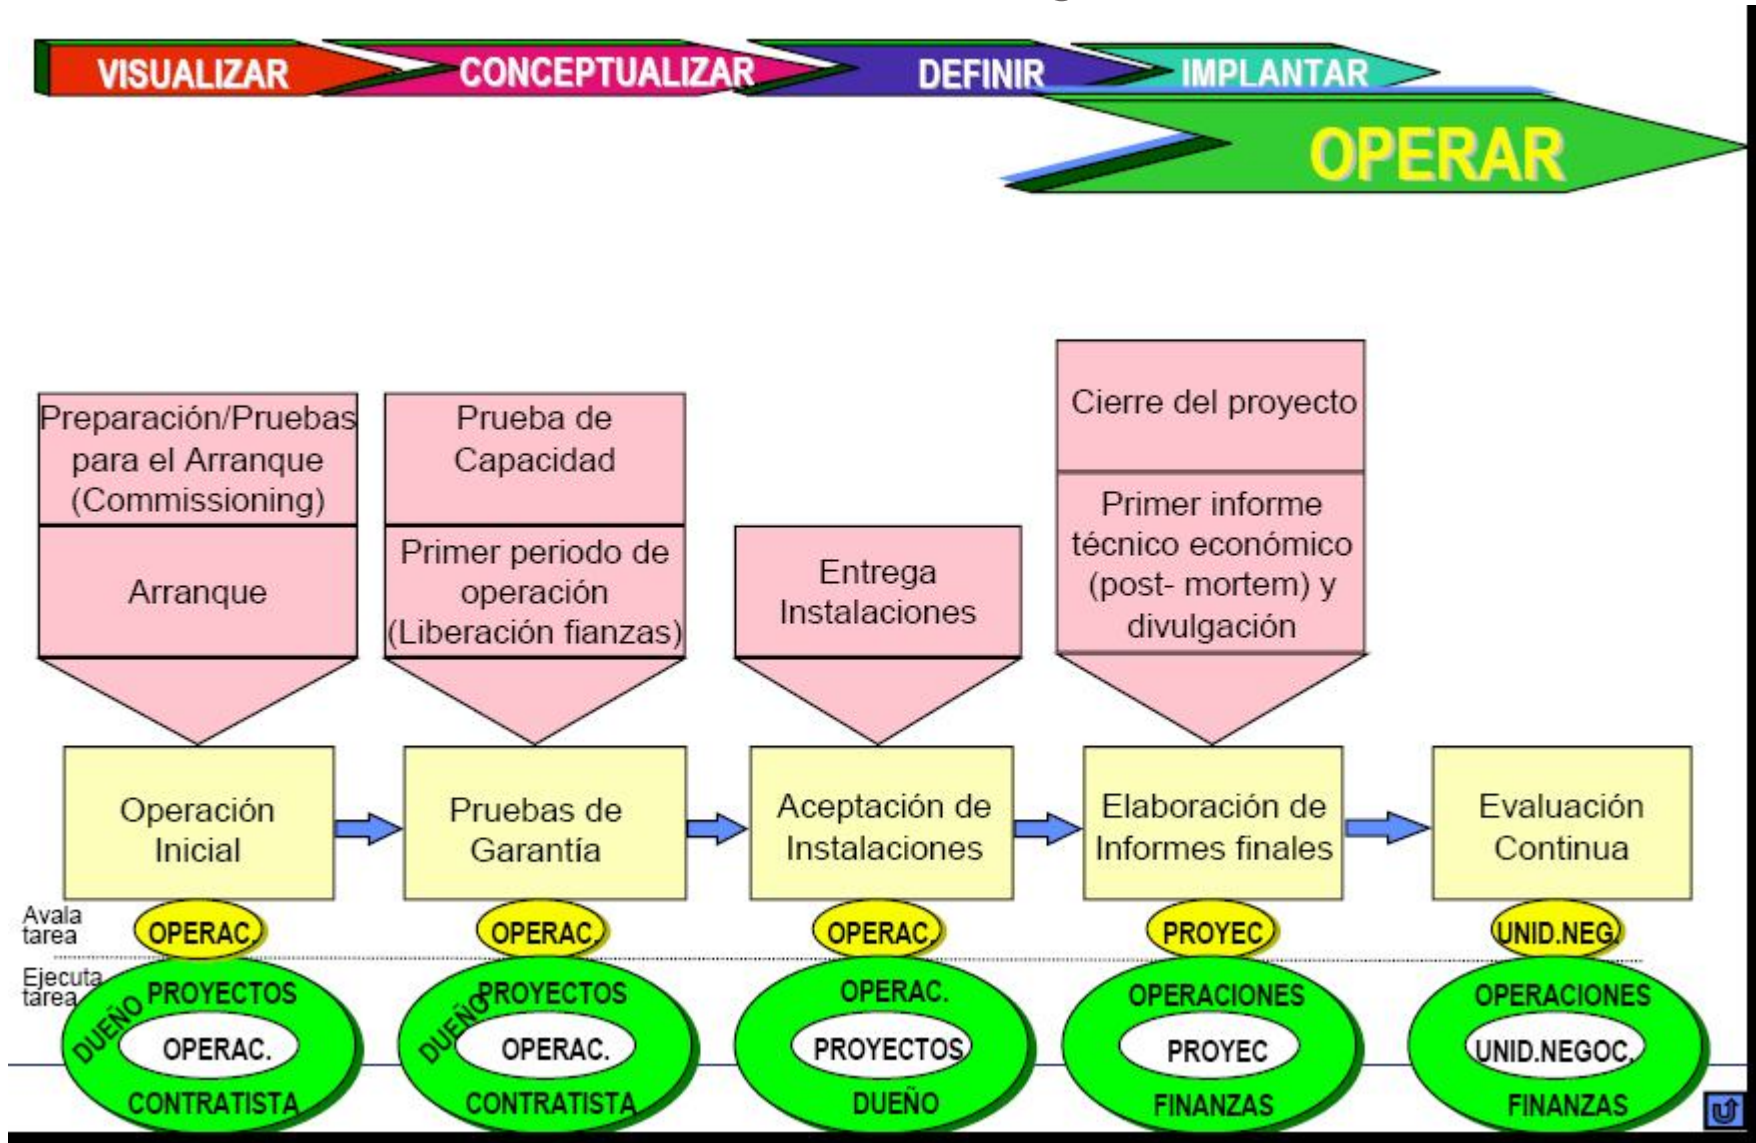 VISUALIZAR
CONCEPTUALIZAR
DEFINIR
IMPLANTAR
OPERAR
Preparación/Pruebas
para el Arranque
(Commissioning)
Arranque
Prueba de
Capacidad
Primer periodo de
operación
(Liberación fianzas)
Entrega
Instalaciones
Cierre del proyecto
Primer informe
técnico económico
(post- mortem) y
divulgación
Operación
Inicial
Pruebas de
Garantía
Aceptación de
Instalaciones
Elaboración de
Informes finales
Evaluación
Continua
Avala
tarea
OPERAC.
OPERAC.
OPERAC.
PROYEC
UNID.NEG.
Ejecuta
tarea
DUEÑO
PROYECTOS
OPERAC.
CONTRATISTA
DUEÑO
PROYECTOS
OPERAC.
CONTRATISTA
OPERAC.
PROYECTOS
DUEÑO
OPERACIONES
PROYEC
FINANZAS
OPERACIONES
UNID.NEGOC.
FINANZAS